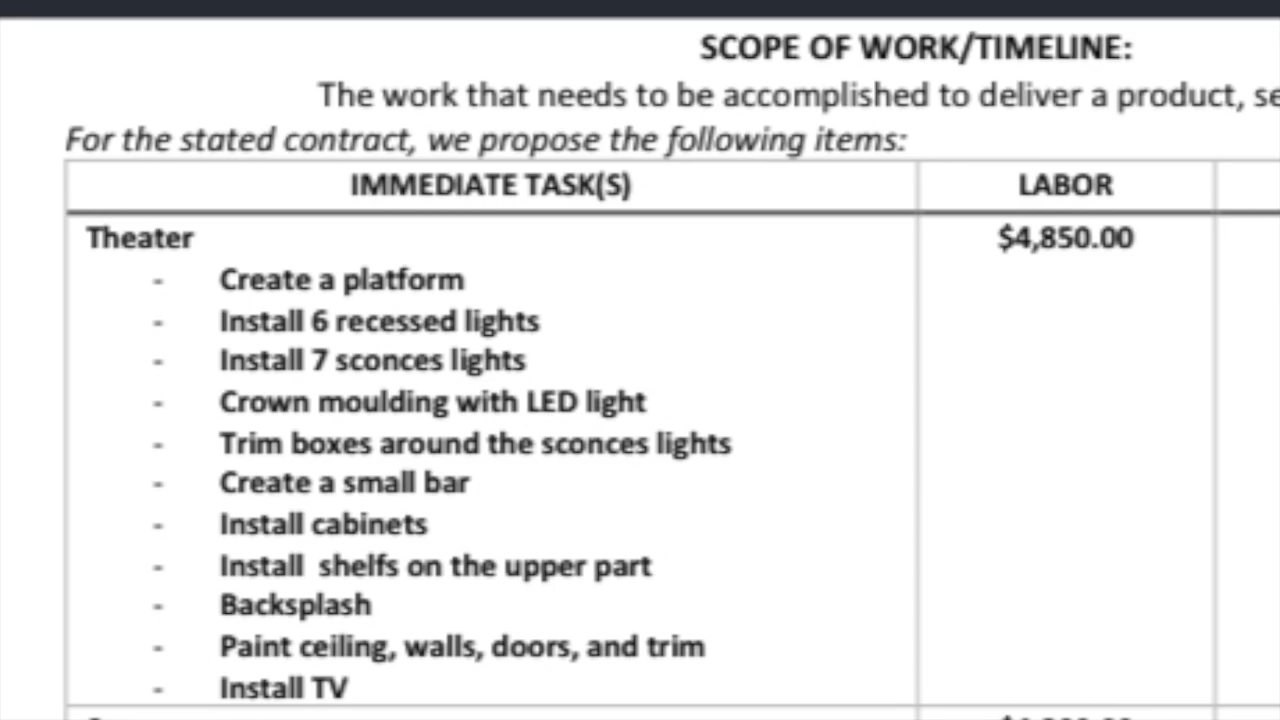 SCOPE OF WORK/TIMELINE:
The work that needs to be accomplished to deliver a product,
For the stated contract, we propose the following items:
IMMEDIATE TASK(S) LABOR
Theater $4,850.00
- Create a platform
- Install 6 recessed lights
- Install 7 sconces lights
- Crown moulding with LED light
- Trim boxes around the sconces lights
- Create a small bar
- Install cabinets
- Install  shelfs on the upper part
- Backsplash
- Paint ceiling, walls, doors, and trim
- Install TV